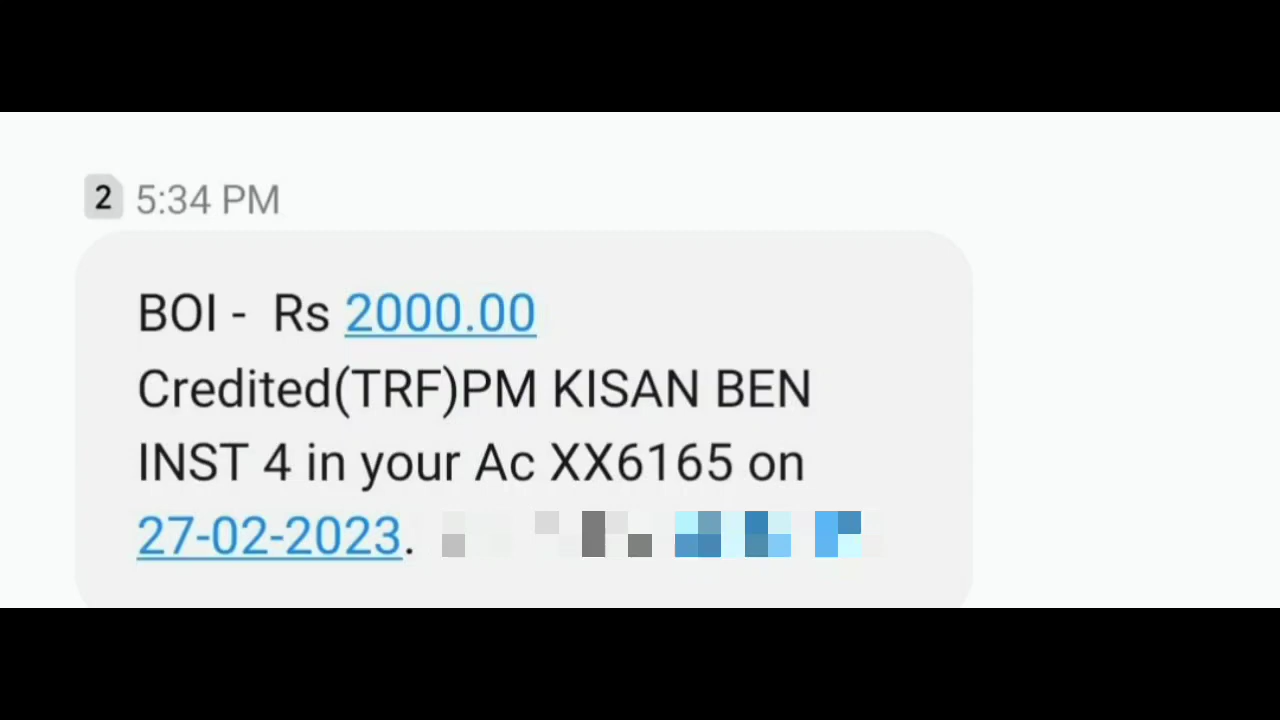 2 5:34 PM
BOI -  Rs 2000.00
Credited(TRF)PM KISAN BEN
INST 4 in your Ac XX6165 on
27-02-2023.